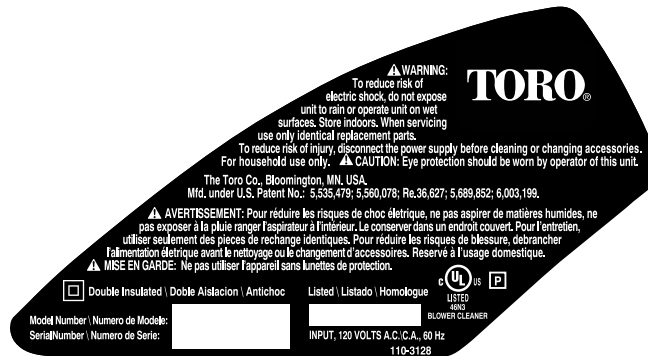 ⚠ WARNING:
To reduce risk of
electric shock, do not expose
unit to rain or operate unit on wet
surfaces. Store indoors. When servicing
use only identical replacement parts.
TORO®
To reduce risk of injury, disconnect the power supply before cleaning or changing accessories.
For household use only. ⚠ CAUTION: Eye protection should be worn by operator of this unit.
The Toro Co., Bloomington, MN. USA.
Mfd. under U.S. Patent No.: 5,535,479; 5,560,078; Re.36,627; 5,689,852; 6,003,199.
⚠ AVERTISSEMENT: Pour réduire les risques de choc életrique, ne pas aspirer de matières humides, ne
pas exposer à la pluie ranger l'aspirateur à l'intérieur. Le conserver dans un endroit couvert. Pour l'entretien,
utiliser seulement des pieces de rechange identiques. Pour réduire les risques de blessure, debrancher
l'alimentation életrique avant le nettoyage ou le changement d'accessoires. Reservé à l'usage domestique.
⚠ MISE EN GARDE: Ne pas utiliser l'appareil sans lunettes de protection.
Double Insulated \ Doble Aislacion \ Antichoc
Listed \ Listado \ Homologue
C UL US P
LISTED
46N3
BLOWER CLEANER
Model Number \ Numero de Modele:
SerialNumber \ Numero de Serie:
INPUT, 120 VOLTS A.C.\C.A., 60 Hz
110-3128